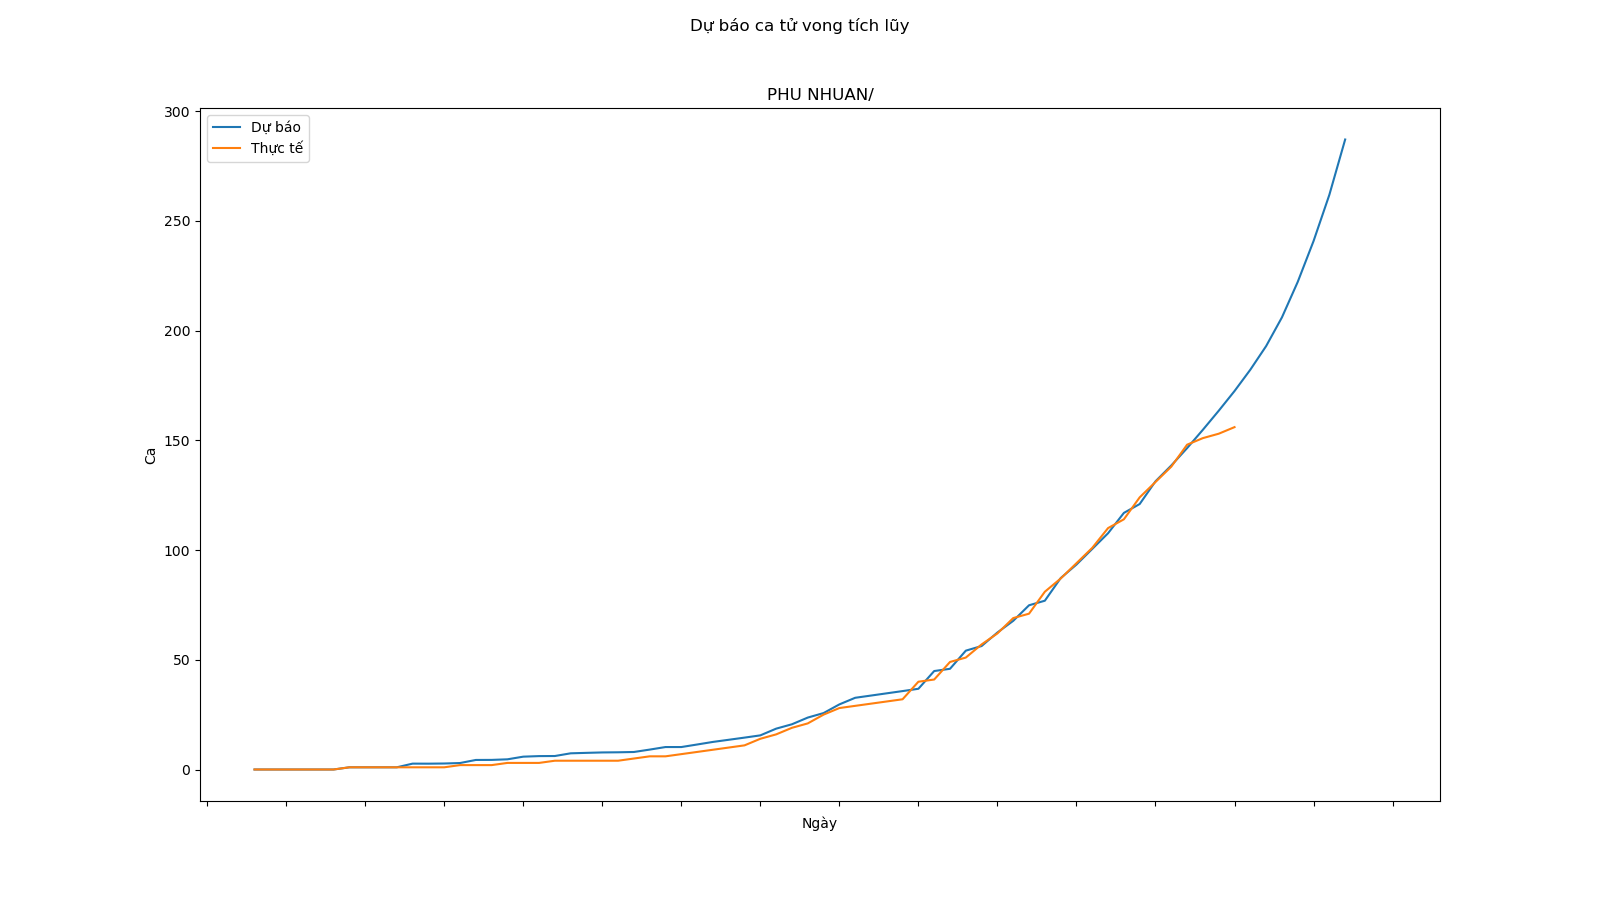 Dự báo ca tử vong tích lũy
PHU NHUAN/
300
250
200
150
100
50
0
Ca
Dự báo
Thực tế
Ngày